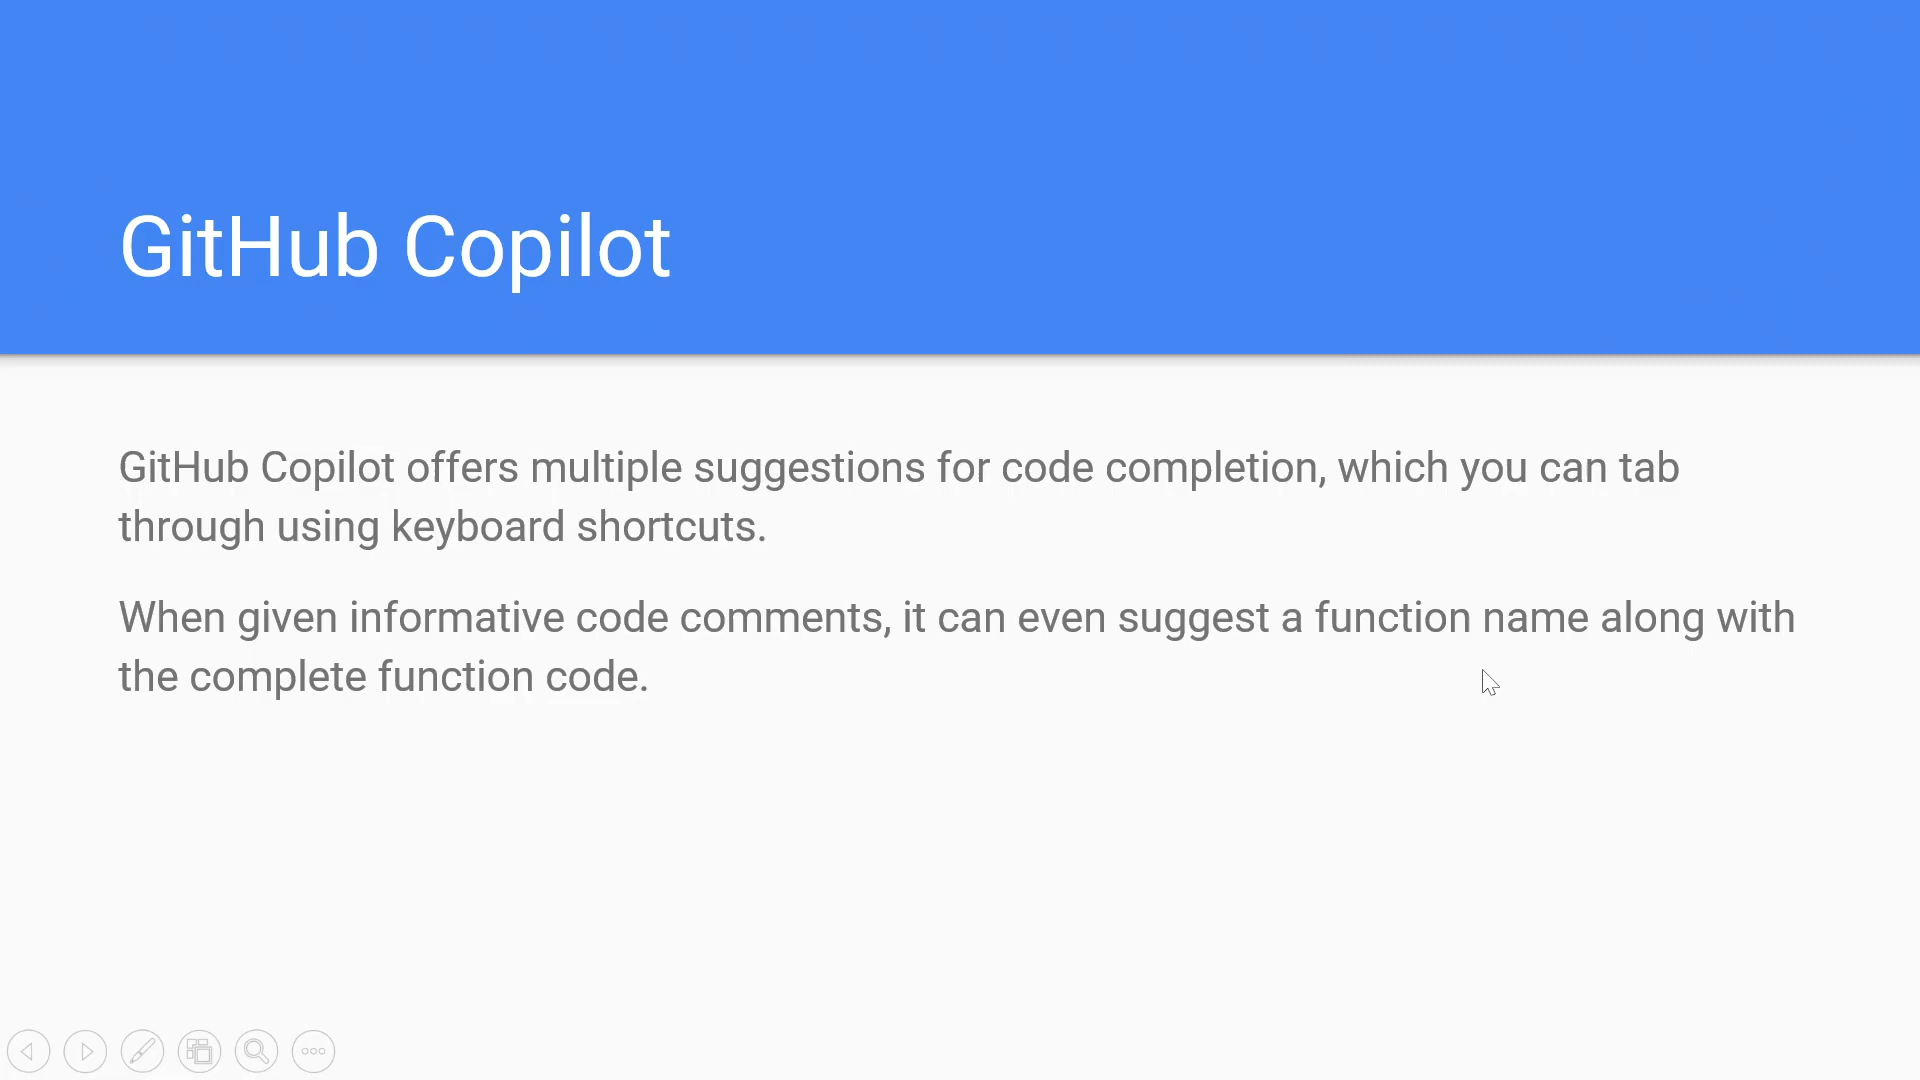 GitHub Copilot
GitHub Copilot offers multiple suggestions for code completion, which you can tab
through using keyboard shortcuts.
When given informative code comments, it can even suggest a function name along with
the complete function code.